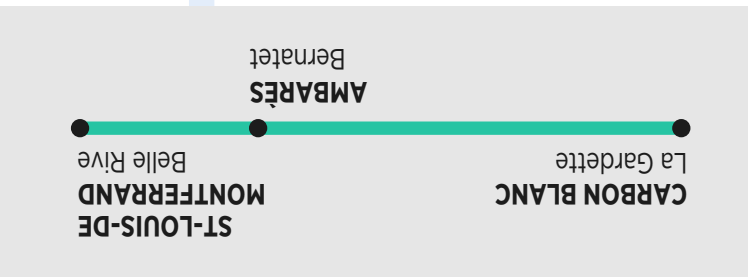 CARBON BLANC
La Gardette
ST-LOUIS-DE
MONTFERRAND
Belle Rive
AMBARÈS
Bernatet